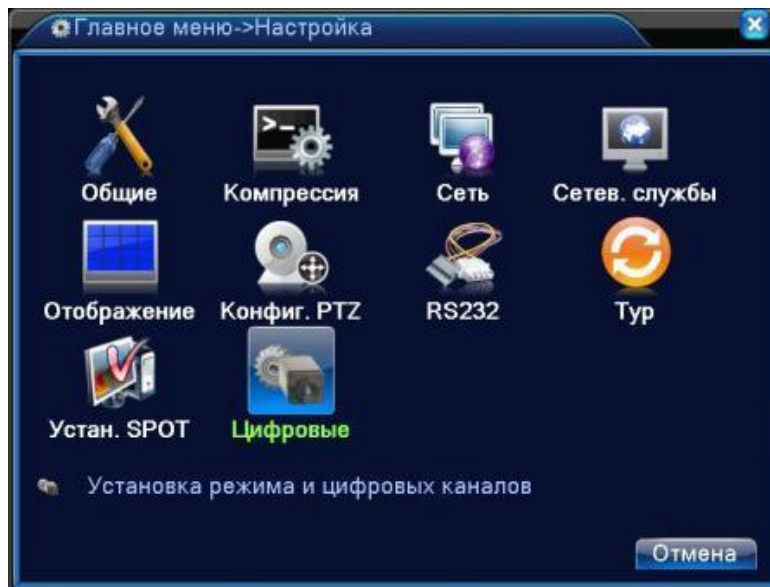 Главное меню->Настройка
Общие Компрессия Сеть Сетев. службы
>_
Отображение Конфиг. PTZ RS232 Тур
Устан. SPOT Цифровые
Установка режима и цифровых каналов
Отмена